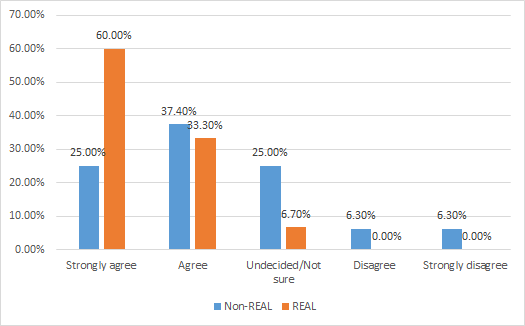 70.00%
60.00%
50.00%
40.00%
30.00%
20.00%
10.00%
0.00%
25.00%
60.00%
37.40%
33.30%
25.00%
6.70%
6.30%
0.00%
6.30%
0.00%
Strongly agree
Agree
Undecided/Not
sure
Disagree
Strongly disagree
Non-REAL
REAL